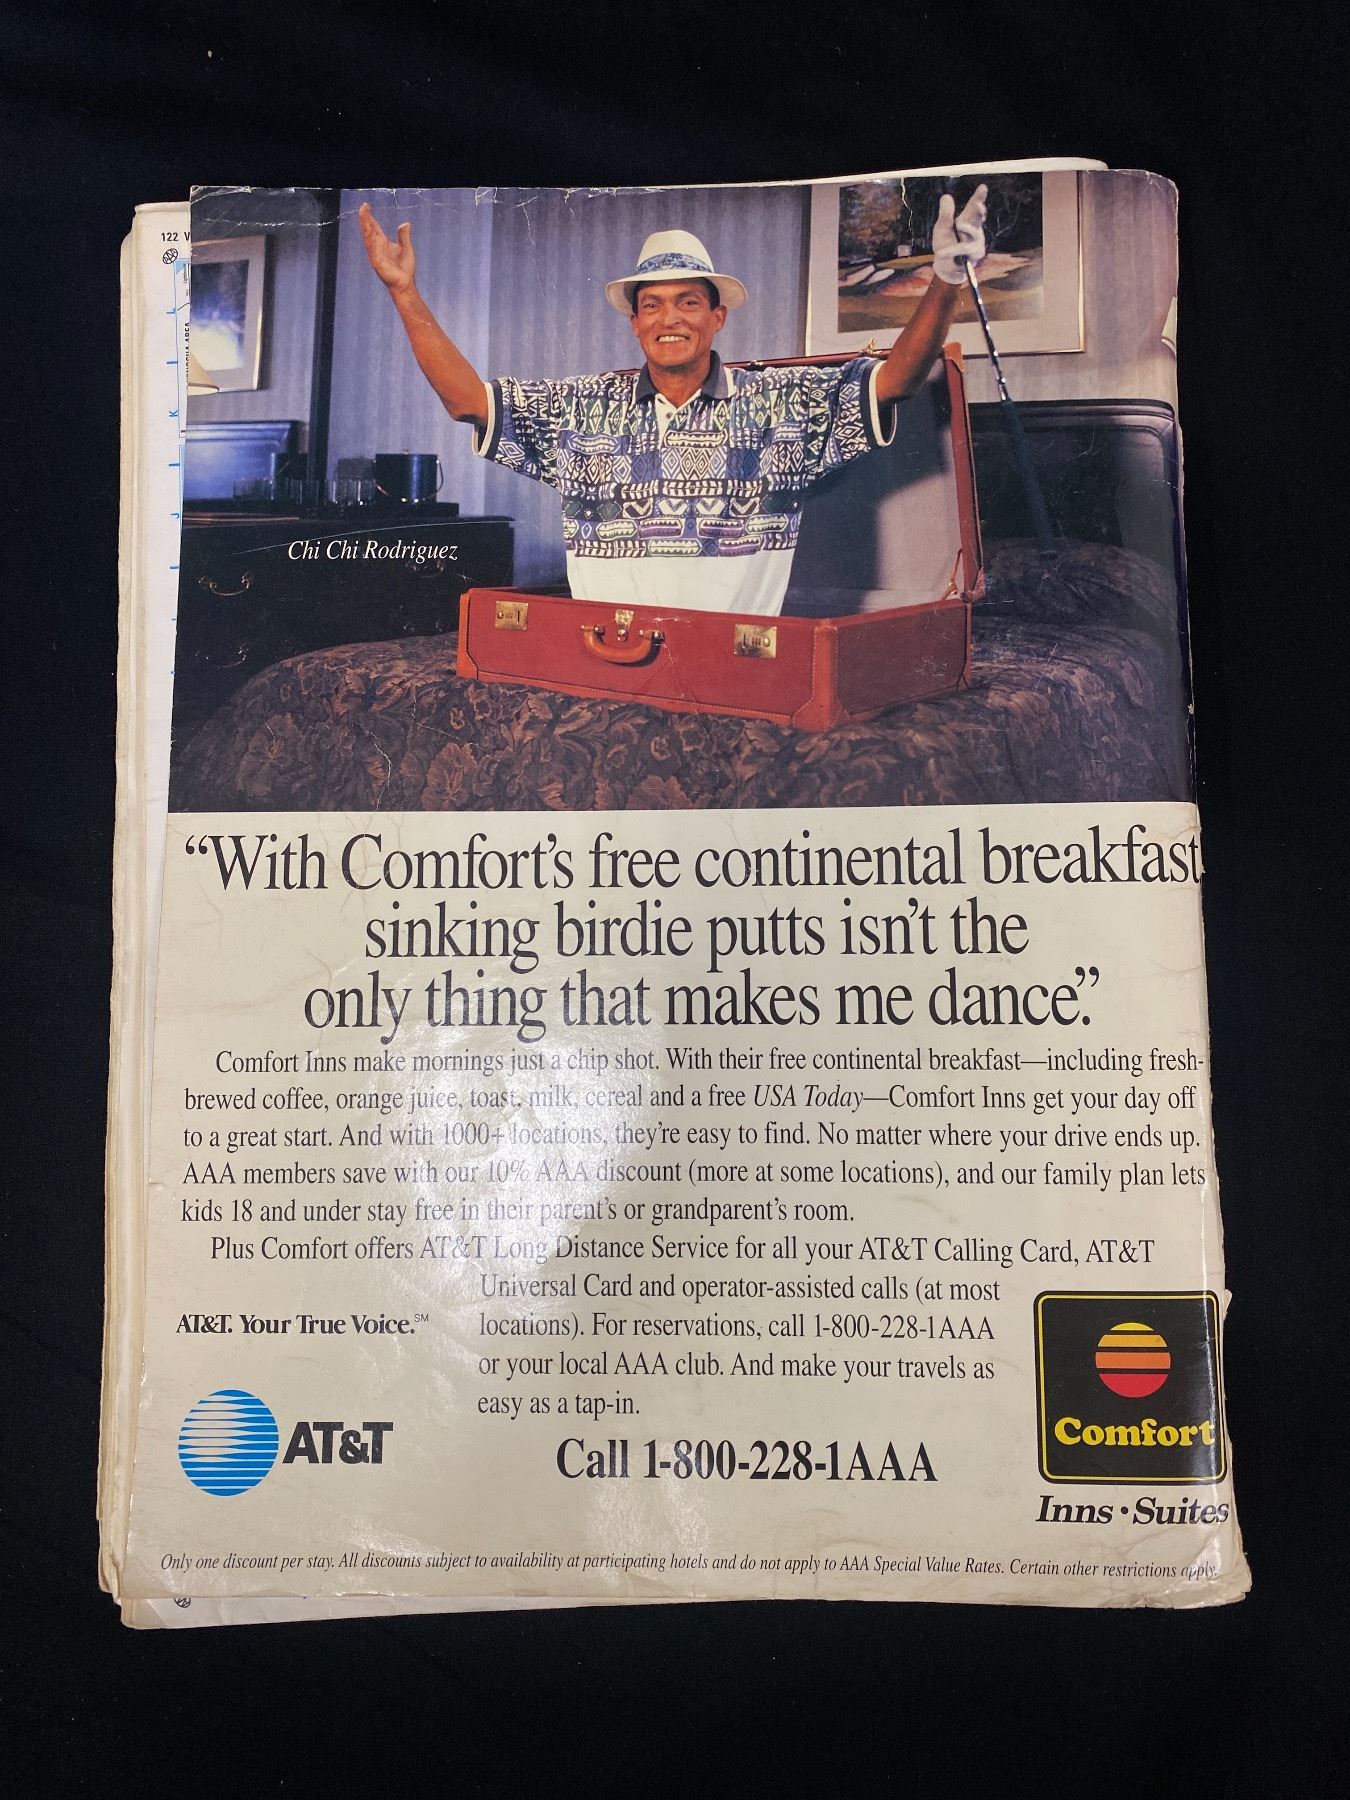 122 V
K
J
Chi Chi Rodriguez
“With Comfort’s free continental breakfast
sinking birdie putts isn’t the
only thing that makes me dance.”
Comfort Inns make mornings just a chip shot. With their free continental breakfast—including fresh-
brewed coffee, orange juice, toast, milk, cereal and a free USA Today—Comfort Inns get your day off
to a great start. And with 1000+ locations, they’re easy to find. No matter where your drive ends up.
AAA members save with our 10% AAA discount (more at some locations), and our family plan lets
kids 18 and under stay free in their parent’s or grandparent’s room.
Plus Comfort offers AT&T Long Distance Service for all your AT&T Calling Card, AT&T
Universal Card and operator-assisted calls (at most
locations). For reservations, call 1-800-228-1AAA
or your local AAA club. And make your travels as
easy as a tap-in.
AT&T. Your True Voice.℠
AT&T
Call 1-800-228-1AAA
Comfort
Inns • Suites
Only one discount per stay. All discounts subject to availability at participating hotels and do not apply to AAA Special Value Rates. Certain other restrictions apply.